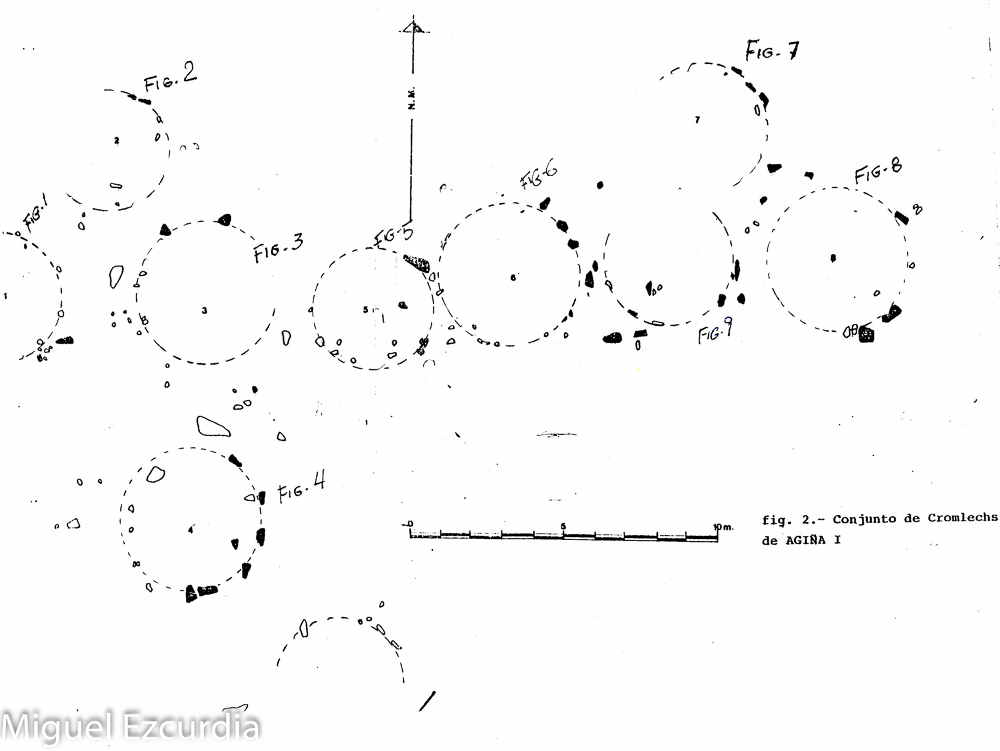 FIG. 2
2
FIG. 1
1
N.M.
FIG. 7
7
FIG. 6
6
FIG. 8
8
8
FIG. 3
3
FIG. 5
5
FIG. 9
FIG. 4
4
0 5 10 m.
fig. 2.- Conjunto de Cromlechs
de AGIÑA I
Miguel Ezcurdia